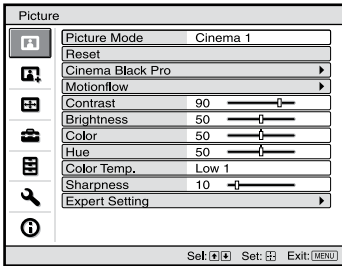 Picture
Picture Mode Cinema 1
Reset
Cinema Black Pro
Motionflow
Contrast 90
Brightness 50
Color 50
Hue 50
Color Temp. Low 1
Sharpness 10
Expert Setting
Sel: Set: Exit: MENU